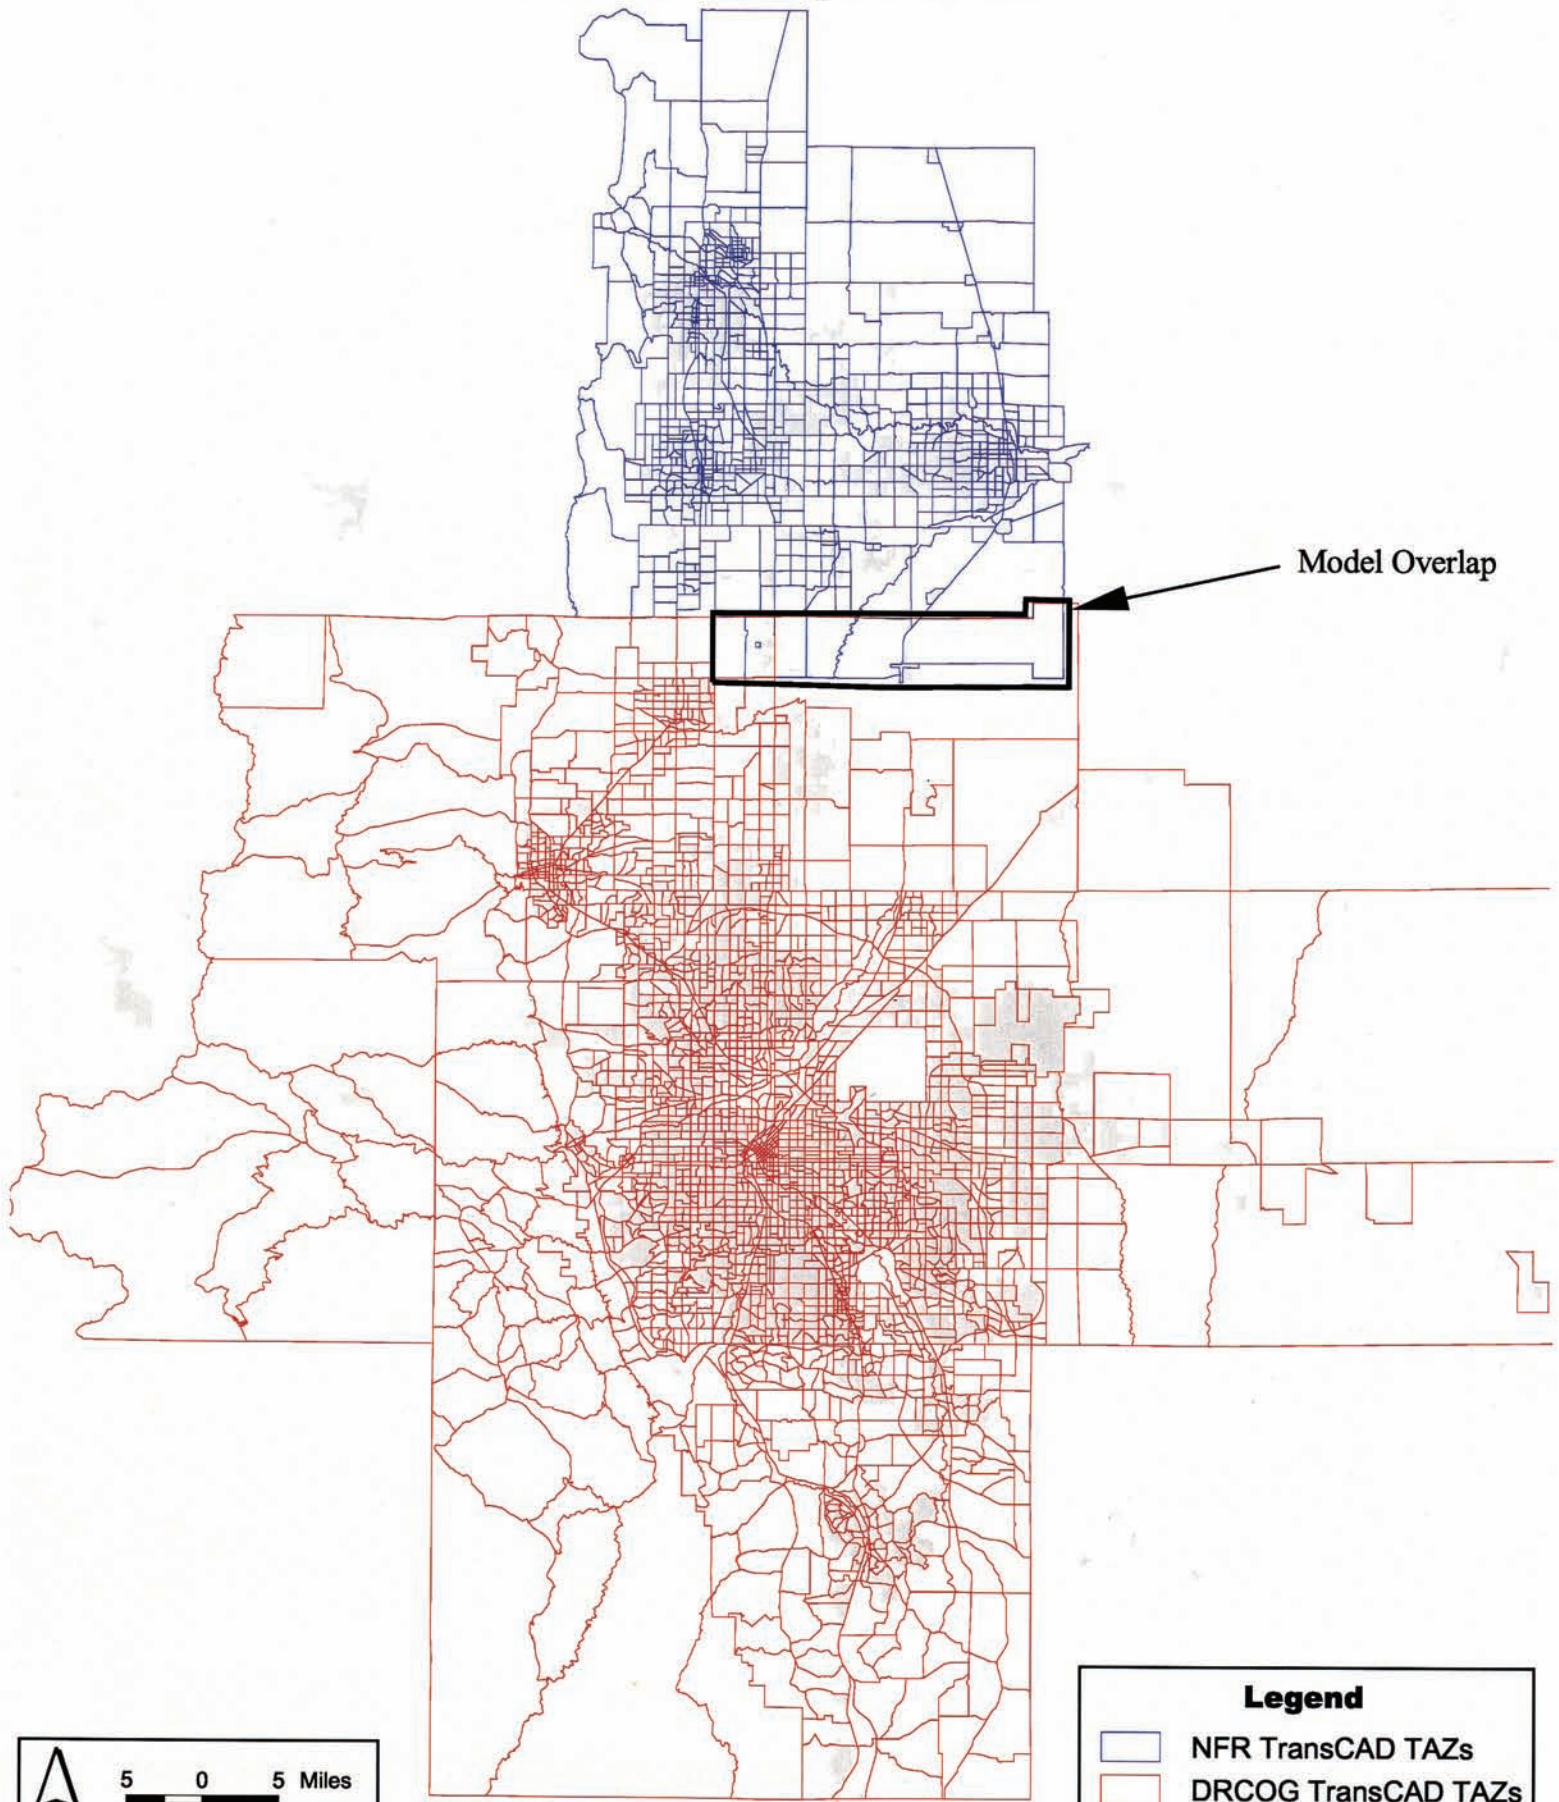 Model Overlap
Legend
NFR TransCAD TAZs
DRCOG TransCAD TAZs
5 0 5 Miles